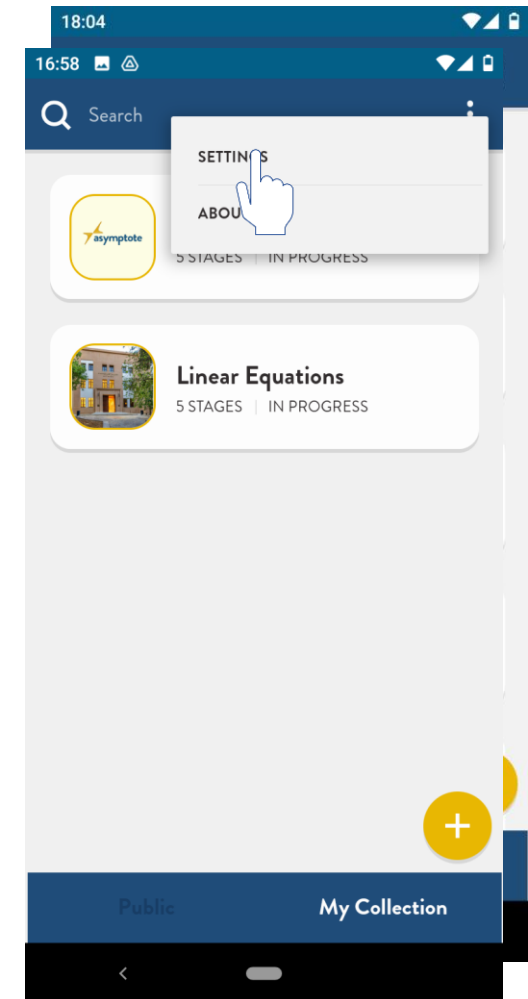 18:04
16:58
Search
SETTINGS
ABOU
asymptote
5 STAGES | IN PROGRESS
Linear Equations
5 STAGES | IN PROGRESS
Public
My Collection